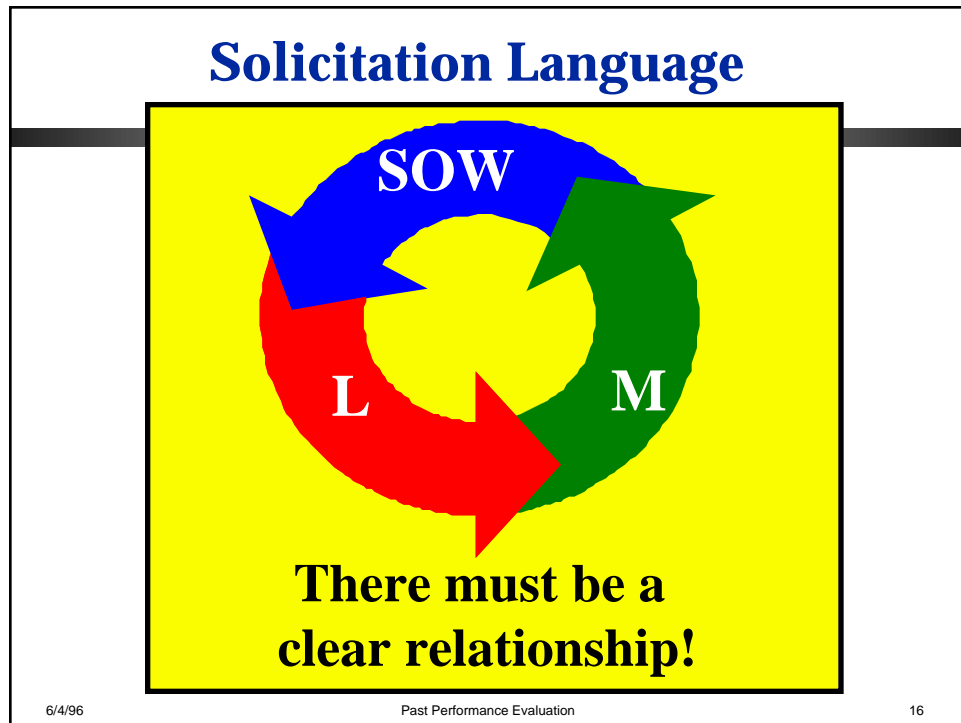 Solicitation Language
SOW
L
M
There must be a
clear relationship!
6/4/96
Past Performance Evaluation
16